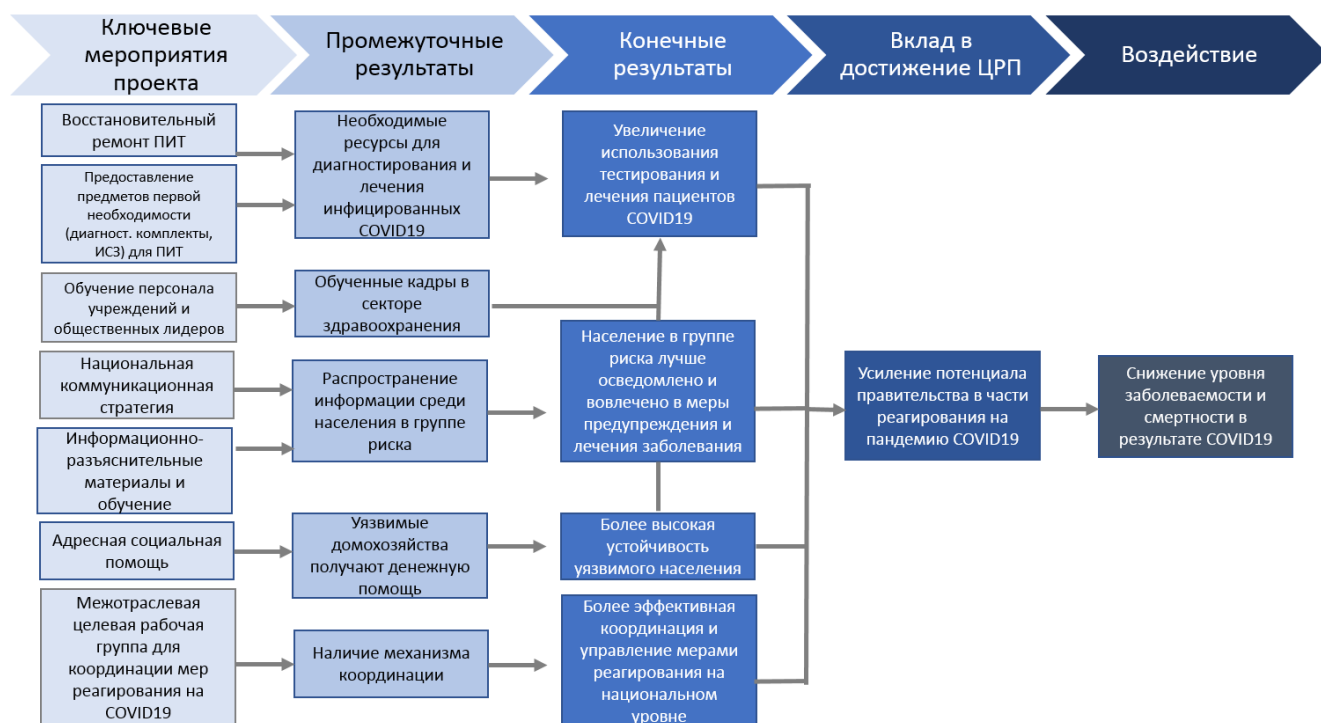 Ключевые
мероприятия
проекта
Промежуточные
результаты
Конечные
результаты
Вклад в
достижение ЦРП
Воздействие
Восстановительный
ремонт ПИТ
Предоставление
предметов первой
необходимости
(диагност. комплекты,
ИСЗ) для ПИТ
Обучение персонала
учреждений и
общественных лидеров
Национальная
коммуникационная
стратегия
Информационно-
разъяснительные
материалы и
обучение
Адресная социальная
помощь
Межотраслевая
целевая рабочая
группа для
координации мер
реагирования на
COVID19
Необходимые
ресурсы для
диагностирования и
лечения
инфицированных
COVID19
Обученные кадры в
секторе
здравоохранения
Распространение
информации среди
населения в группе
риска
Уязвимые
домохозяйства
получают денежную
помощь
Наличие механизма
координации
Увеличение
использования
тестирования и
лечения пациентов
COVID19
Население в группе
риска лучше
осведомлено и
вовлечено в меры
предупреждения и
лечения заболевания
Более высокая
устойчивость
уязвимого населения
Более эффективная
координация и
управление мерами
реагирования на
национальном
уровне
Усиление потенциала
правительства в части
реагирования на
пандемию COVID19
Снижение уровня
заболеваемости и
смертности в
результате COVID19